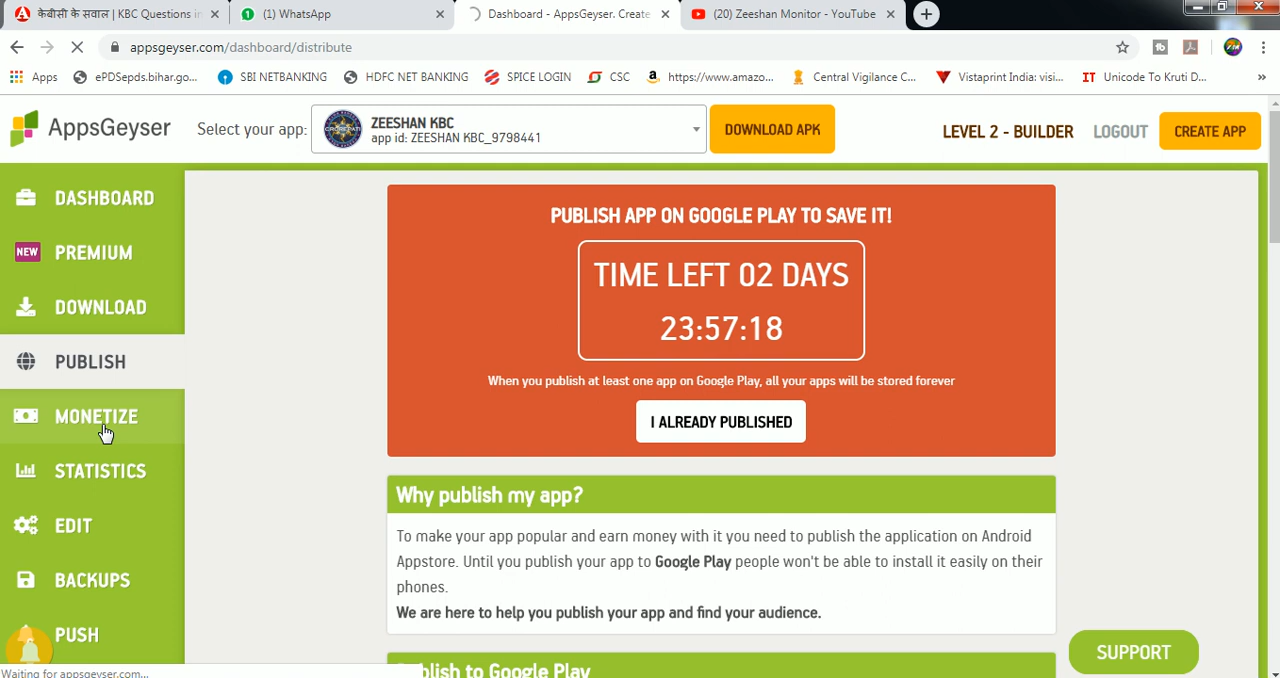 केबीसी के सवाल | KBC Questions in
(1) WhatsApp
Dashboard - AppsGeyser. Create
(20) Zeeshan Monitor - YouTube
appsgeyser.com/dashboard/distribute
Apps
ePDSepds.bihar.go...
SBI NETBANKING
HDFC NET BANKING
SPICE LOGIN
CSC
https://www.amazo...
Central Vigilance C...
Vistaprint India: visi...
IT
Unicode To Kruti D...
»
AppsGeyser
Select your app:
ZEESHAN KBC
app id: ZEESHAN KBC_9798441
DOWNLOAD APK
LEVEL 2 - BUILDER
LOGOUT
CREATE APP
DASHBOARD
NEW
PREMIUM
DOWNLOAD
PUBLISH
MONETIZE
STATISTICS
EDIT
BACKUPS
PUSH
PUBLISH APP ON GOOGLE PLAY TO SAVE IT!
TIME LEFT 02 DAYS
23:57:18
When you publish at least one app on Google Play, all your apps will be stored forever
I ALREADY PUBLISHED
Why publish my app?
To make your app popular and earn money with it you need to publish the application on Android
Appstore. Until you publish your app to Google Play people won't be able to install it easily on their
phones.
We are here to help you publish your app and find your audience.
Publish to Google Play
SUPPORT
Waiting for appsgeyser.com...